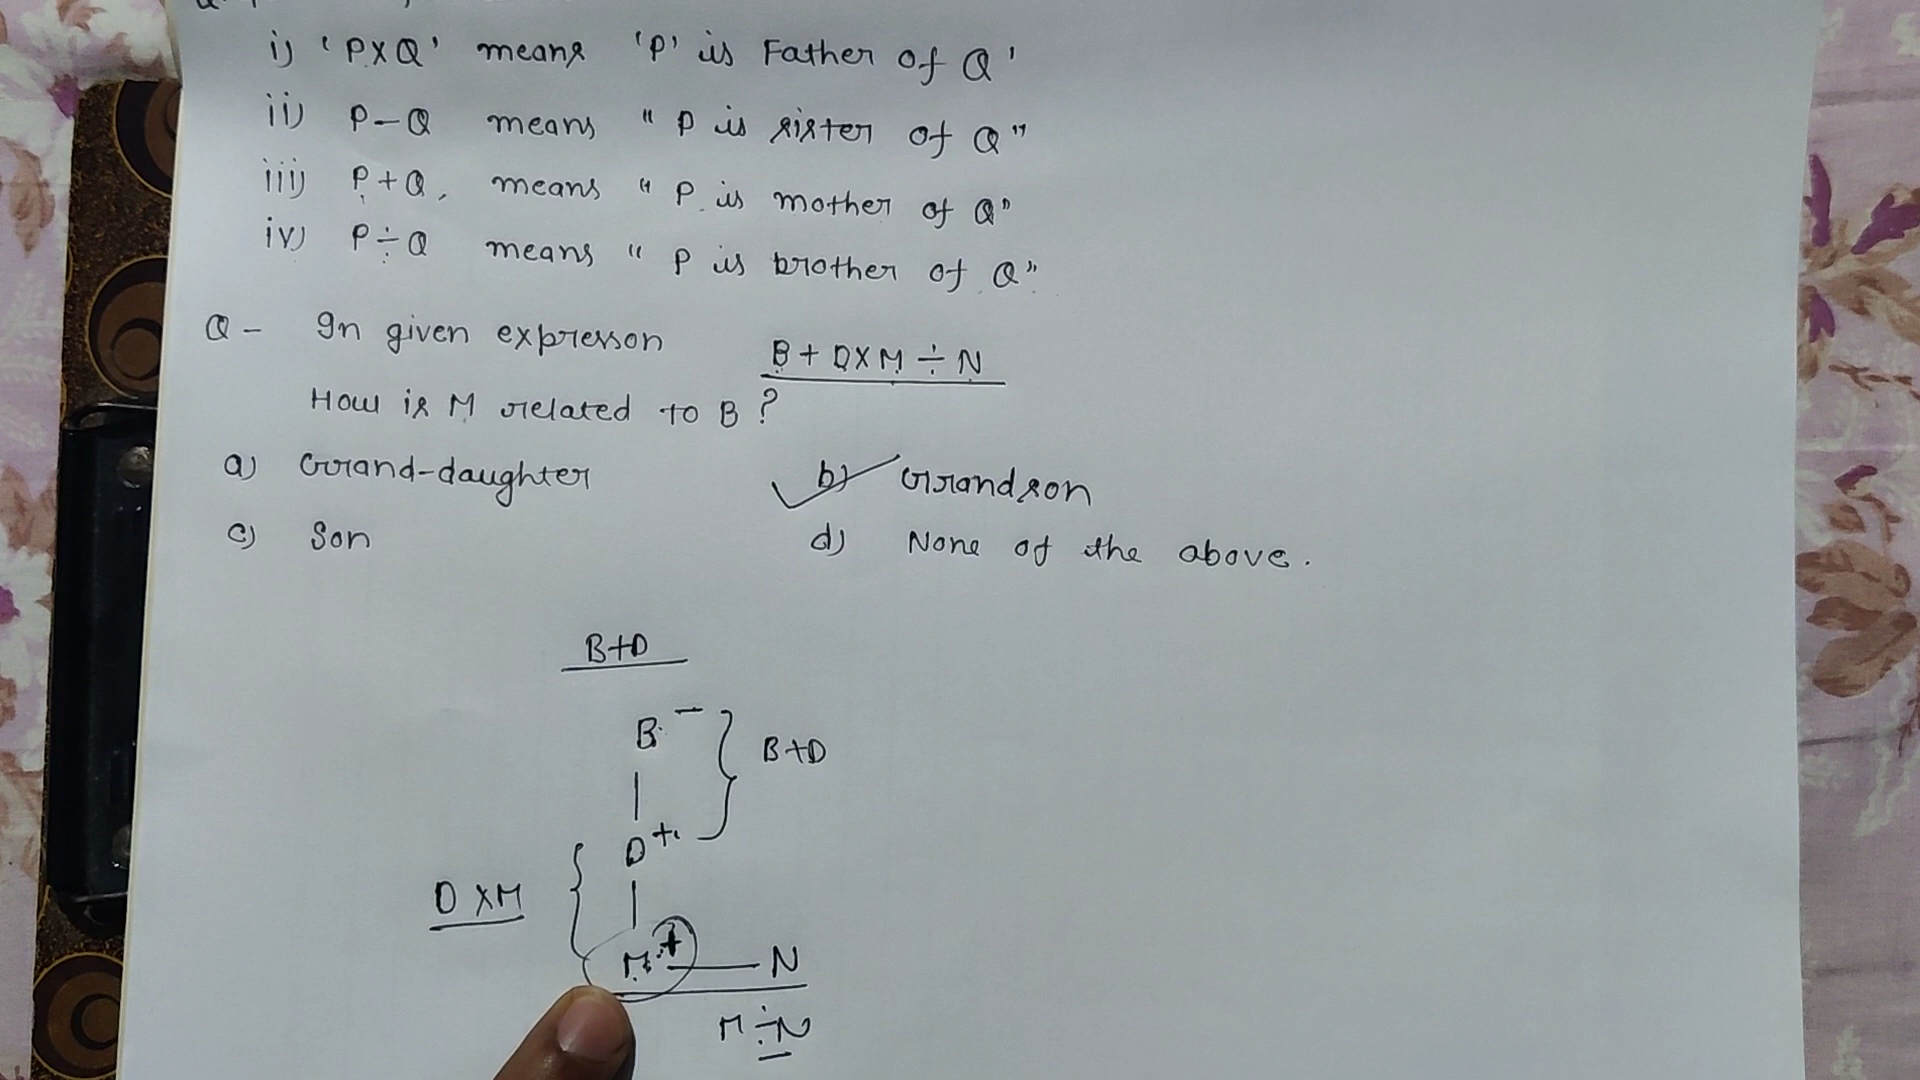 i) 'P×Q' means 'P' is Father of Q'
ii) P-Q means "P is sister of Q"
iii) P+Q, means "P is mother of Q"
iv) P÷Q means "P is brother of Q"
Q- In given expresson B+D×M÷N
How is M related to B?
a) Grand-daughter b) Grandson
c) Son d) None of the above.
B+D
B -
B+D
D +
D×M
M + N
M÷N